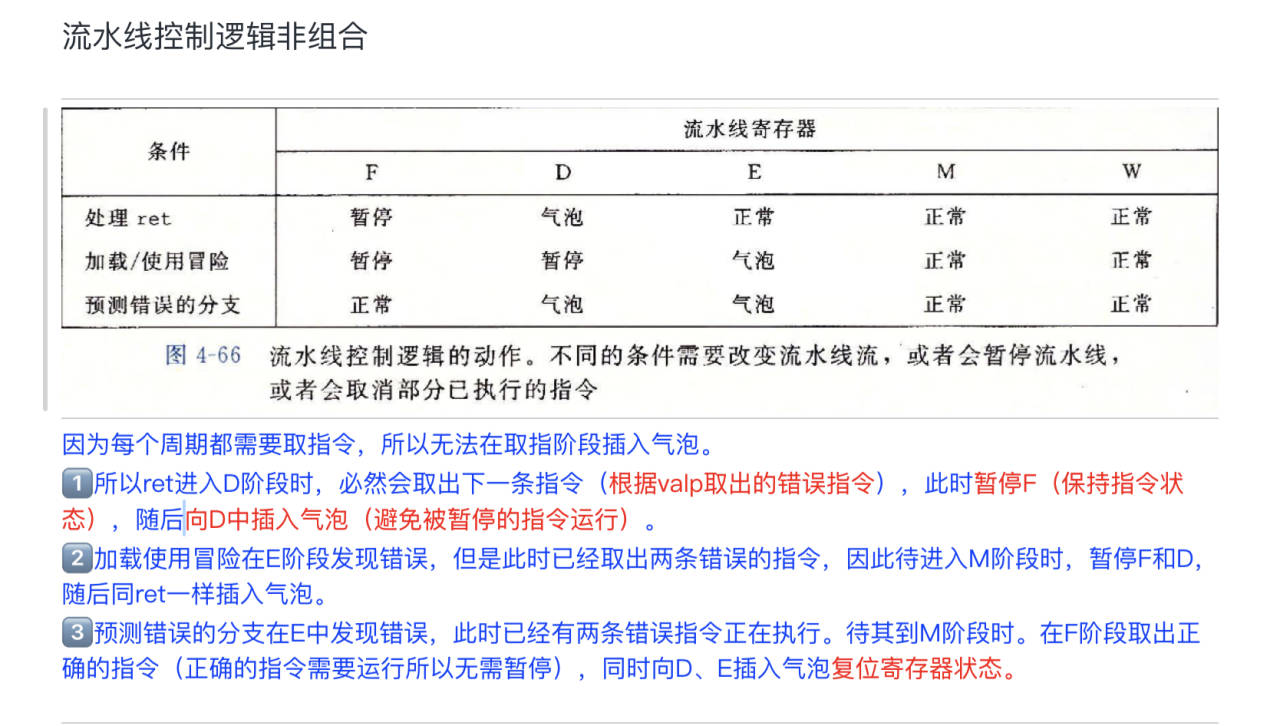 流水线控制逻辑非组合
条件
流水线寄存器
F D E M W
处理 ret 暂停 气泡 正常 正常 正常
加载/使用冒险 暂停 暂停 气泡 正常 正常
预测错误的分支 正常 气泡 气泡 正常 正常
图 4-66 流水线控制逻辑的动作。不同的条件需要改变流水线流，或者会暂停流水线，
或者会取消部分已执行的指令
因为每个周期都需要取指令，所以无法在取指阶段插入气泡。
1所以ret进入D阶段时，必然会取出下一条指令（根据valp取出的错误指令），此时暂停F（保持指令状
态），随后向D中插入气泡（避免被暂停的指令运行）。
2加载使用冒险在E阶段发现错误，但是此时已经取出两条错误的指令，因此待进入M阶段时，暂停F和D，
随后同ret一样插入气泡。
3预测错误的分支在E中发现错误，此时已经有两条错误指令正在执行。待其到M阶段时。在F阶段取出正
确的指令（正确的指令需要运行所以无需暂停），同时向D、E插入气泡复位寄存器状态。